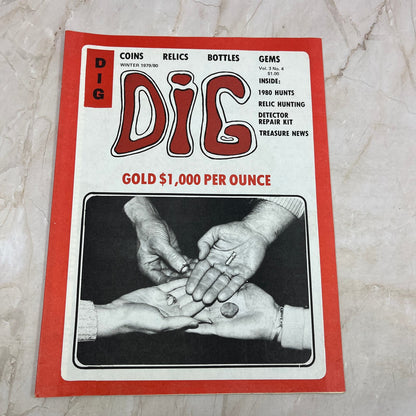 DIG
COINS RELICS BOTTLES GEMS
WINTER 1979/80
Vol. 3 No. 4
$1.00
DIG
INSIDE:
1980 HUNTS
RELIC HUNTING
DETECTOR
REPAIR KIT
TREASURE NEWS
GOLD $1,000 PER OUNCE